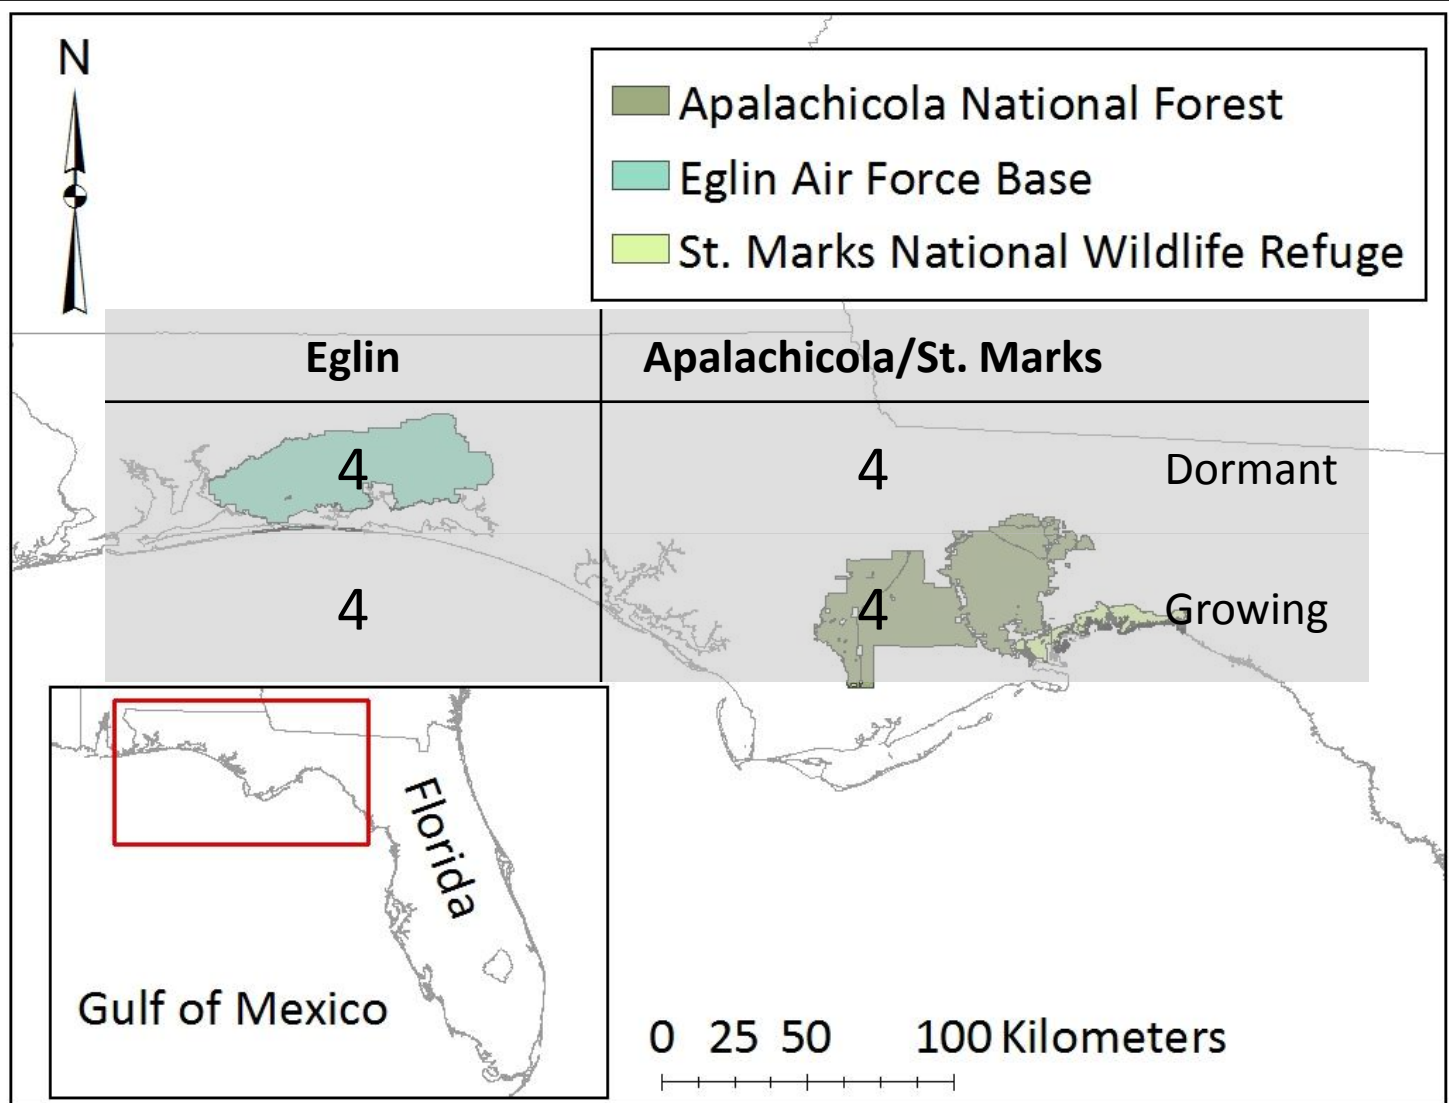 N
Apalachicola National Forest
Eglin Air Force Base
St. Marks National Wildlife Refuge
Eglin Apalachicola/St. Marks
4 4 Dormant
4 4 Growing
Florida
Gulf of Mexico
0 25 50 100 Kilometers